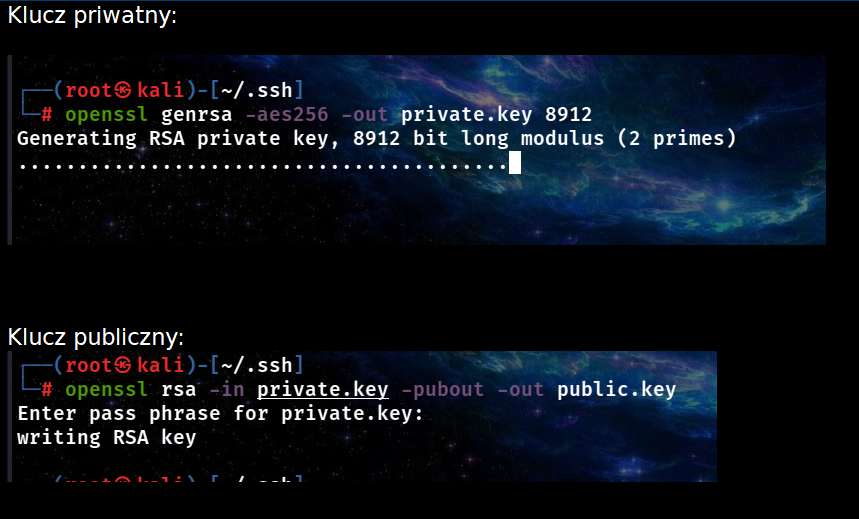 Klucz priwatny:
┌──(root㉿kali)-[~/.ssh]
└─# openssl genrsa -aes256 -out private.key 8912
Generating RSA private key, 8912 bit long modulus (2 primes)
.........................................
Klucz publiczny:
┌──(root㉿kali)-[~/.ssh]
└─# openssl rsa -in private.key -pubout -out public.key
Enter pass phrase for private.key:
writing RSA key
┌──(root㉿kali)-[~/.ssh]